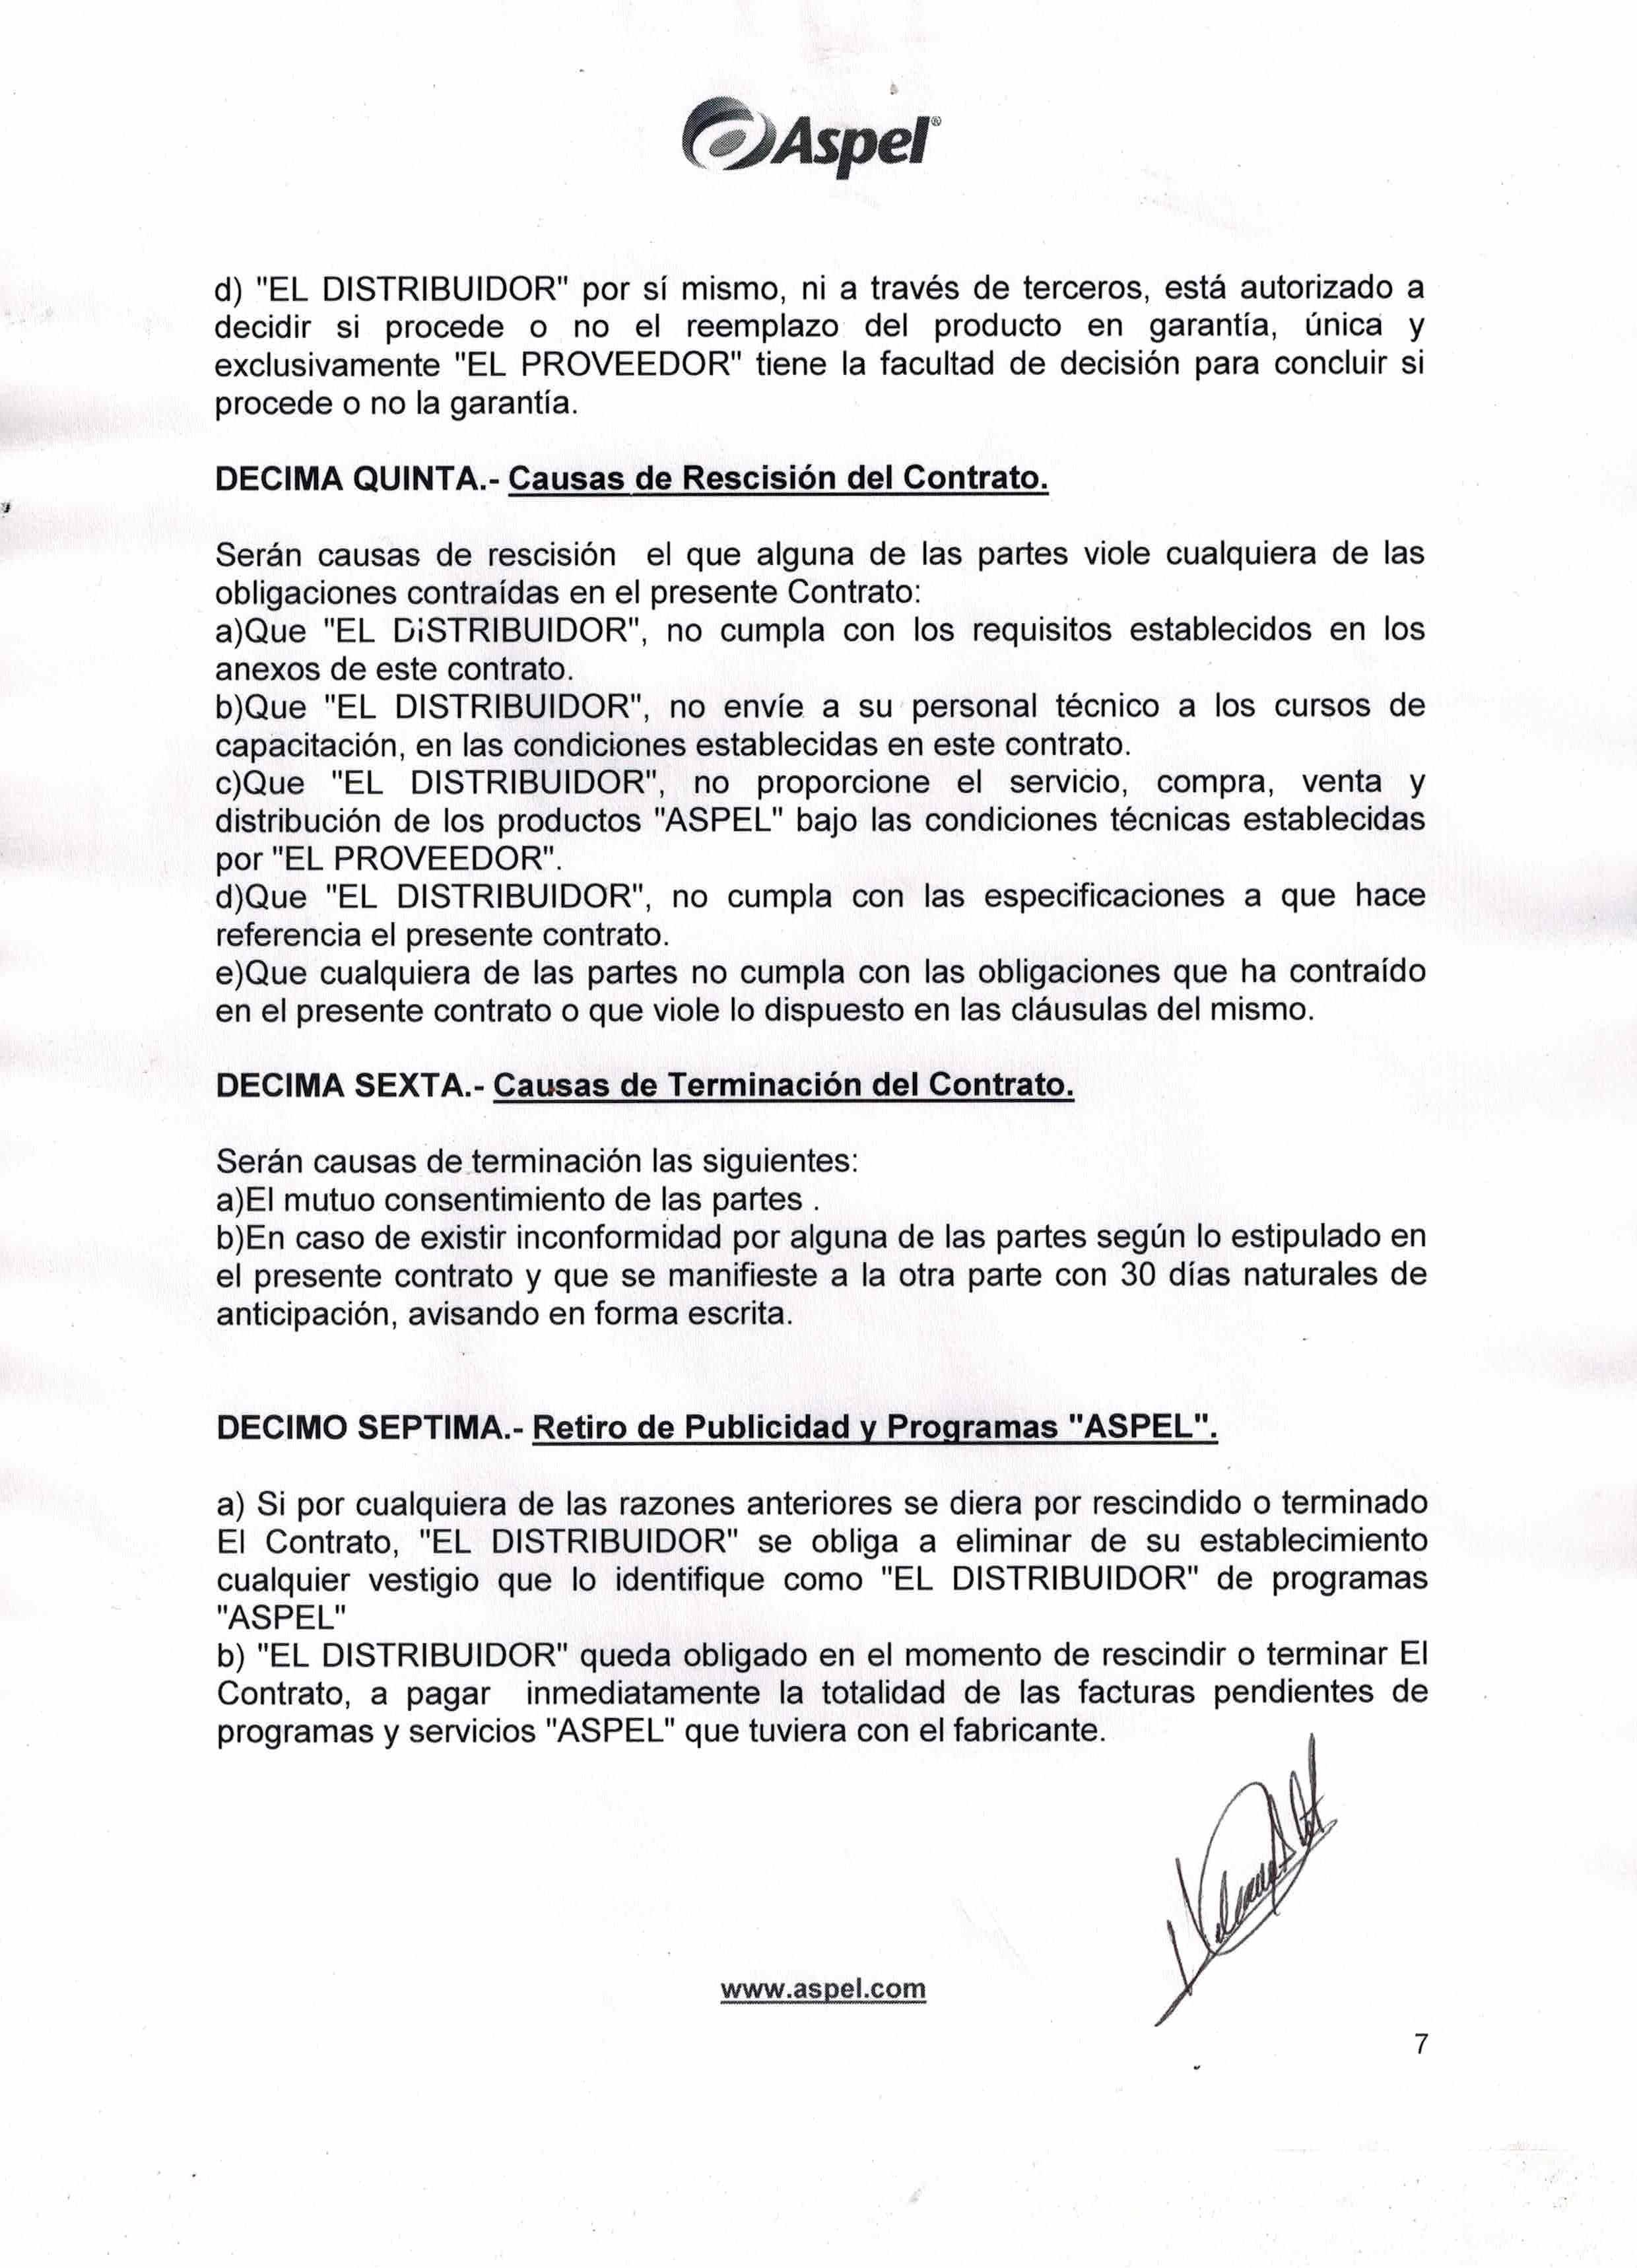 Aspel®
d) "EL DISTRIBUIDOR" por sí mismo, ni a través de terceros, está autorizado a
decidir si procede o no el reemplazo del producto en garantía, única y
exclusivamente "EL PROVEEDOR" tiene la facultad de decisión para concluir si
procede o no la garantía.
DECIMA QUINTA.- Causas de Rescisión del Contrato.
Serán causas de rescisión el que alguna de las partes viole cualquiera de las
obligaciones contraídas en el presente Contrato:
a)Que "EL DiSTRIBUIDOR", no cumpla con los requisitos establecidos en los
anexos de este contrato.
b)Que "EL DISTRIBUIDOR", no envíe a su personal técnico a los cursos de
capacitación, en las condiciones establecidas en este contrato.
c)Que "EL DISTRIBUIDOR", no proporcione el servicio, compra, venta y
distribución de los productos "ASPEL" bajo las condiciones técnicas establecidas
por "EL PROVEEDOR".
d)Que "EL DISTRIBUIDOR", no cumpla con las especificaciones a que hace
referencia el presente contrato.
e)Que cualquiera de las partes no cumpla con las obligaciones que ha contraído
en el presente contrato o que viole lo dispuesto en las cláusulas del mismo.
DECIMA SEXTA.- Causas de Terminación del Contrato.
Serán causas de terminación las siguientes:
a)El mutuo consentimiento de las partes .
b)En caso de existir inconformidad por alguna de las partes según lo estipulado en
el presente contrato y que se manifieste a la otra parte con 30 días naturales de
anticipación, avisando en forma escrita.
DECIMO SEPTIMA.- Retiro de Publicidad y Programas "ASPEL".
a) Si por cualquiera de las razones anteriores se diera por rescindido o terminado
El Contrato, "EL DISTRIBUIDOR" se obliga a eliminar de su establecimiento
cualquier vestigio que lo identifique como "EL DISTRIBUIDOR" de programas
"ASPEL"
b) "EL DISTRIBUIDOR" queda obligado en el momento de rescindir o terminar El
Contrato, a pagar inmediatamente la totalidad de las facturas pendientes de
programas y servicios "ASPEL" que tuviera con el fabricante.
www.aspel.com
7